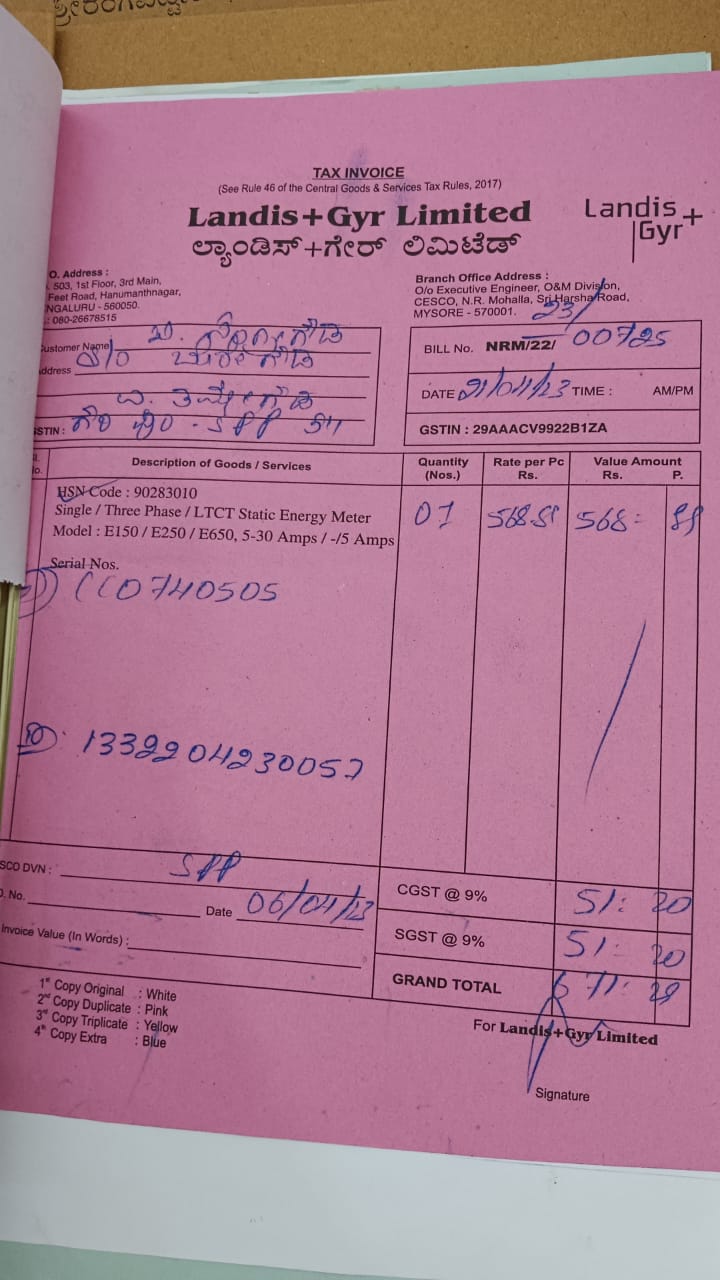 TAX INVOICE
(See Rule 46 of the Central Goods & Services Tax Rules, 2017)
Landis+Gyr Limited
ಲ್ಯಾಂಡಿಸ್+ಗೇರ್ ಲಿಮಿಟೆಡ್
Landis+
Gyr
O. Address :
503, 1st Floor, 3rd Main,
Feet Road, Hanumanthnagar,
NGALURU - 560050.
: 080-26678515
Branch Office Address :
O/o Executive Engineer, O&M Division,
CESCO, N.R. Mohalla, Sri Harsha Road,
MYSORE - 570001.
ustomer Name
S/o
ddress
STIN :
23/
BILL No. NRM/22/ 00725
DATE 21/04/23 TIME : AM/PM
GSTIN : 29AAACV9922B1ZA
Description of Goods / Services
Quantity (Nos.)
Rate per Pc Rs.
Value Amount Rs. P.
HSN Code : 90283010
Single / Three Phase / LTCT Static Energy Meter
Model : E150 / E250 / E650, 5-30 Amps / -/5 Amps
01 568
Serial Nos.
0740505
1332204230057
SCO DVN : SPP
No.
Date 06/04/23
Invoice Value (In Words) :
CGST @ 9% 51: 20
SGST @ 9% 51: 20
GRAND TOTAL 671: 29
1st Copy Original : White
2nd Copy Duplicate : Pink
3rd Copy Triplicate : Yellow
4th Copy Extra : Blue
For Landis+Gyr Limited
Signature